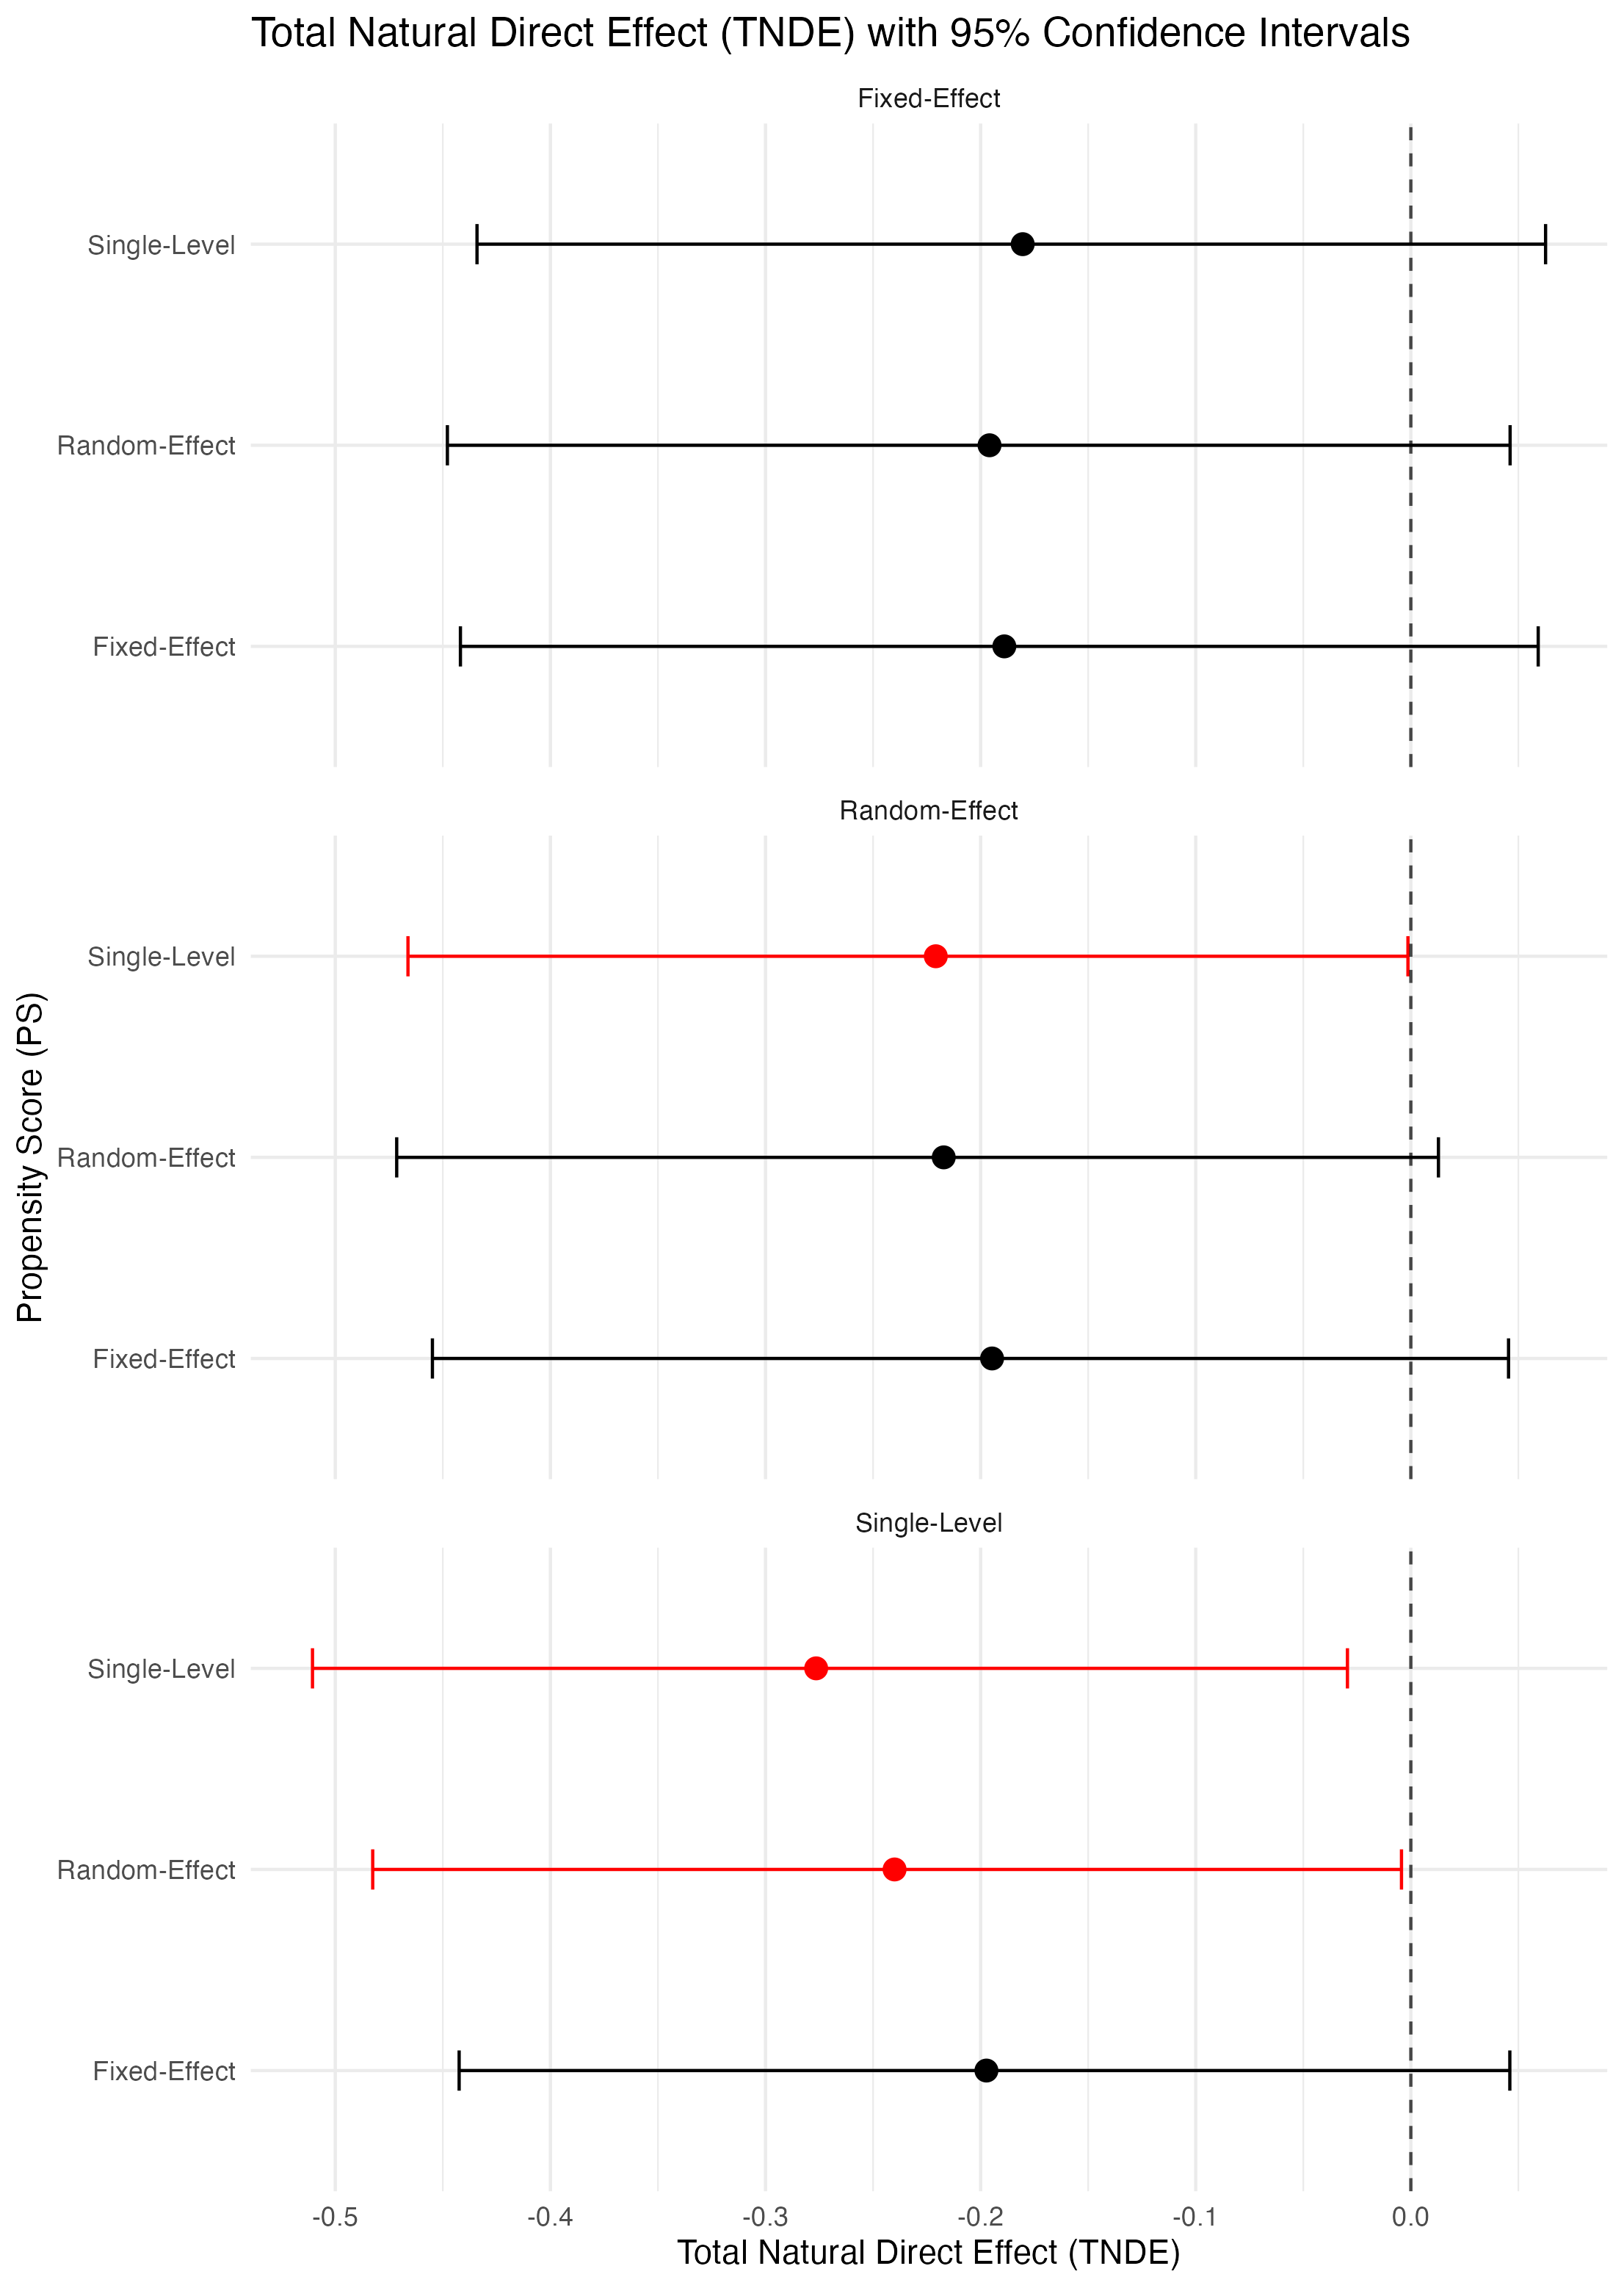 Total Natural Direct Effect (TNDE) with 95% Confidence Intervals
Fixed-Effect
Single-Level
Random-Effect
Fixed-Effect
Random-Effect
Single-Level
Random-Effect
Fixed-Effect
Single-Level
Single-Level
Random-Effect
Fixed-Effect
Propensity Score (PS)
-0.5 -0.4 -0.3 -0.2 -0.1 0.0
Total Natural Direct Effect (TNDE)